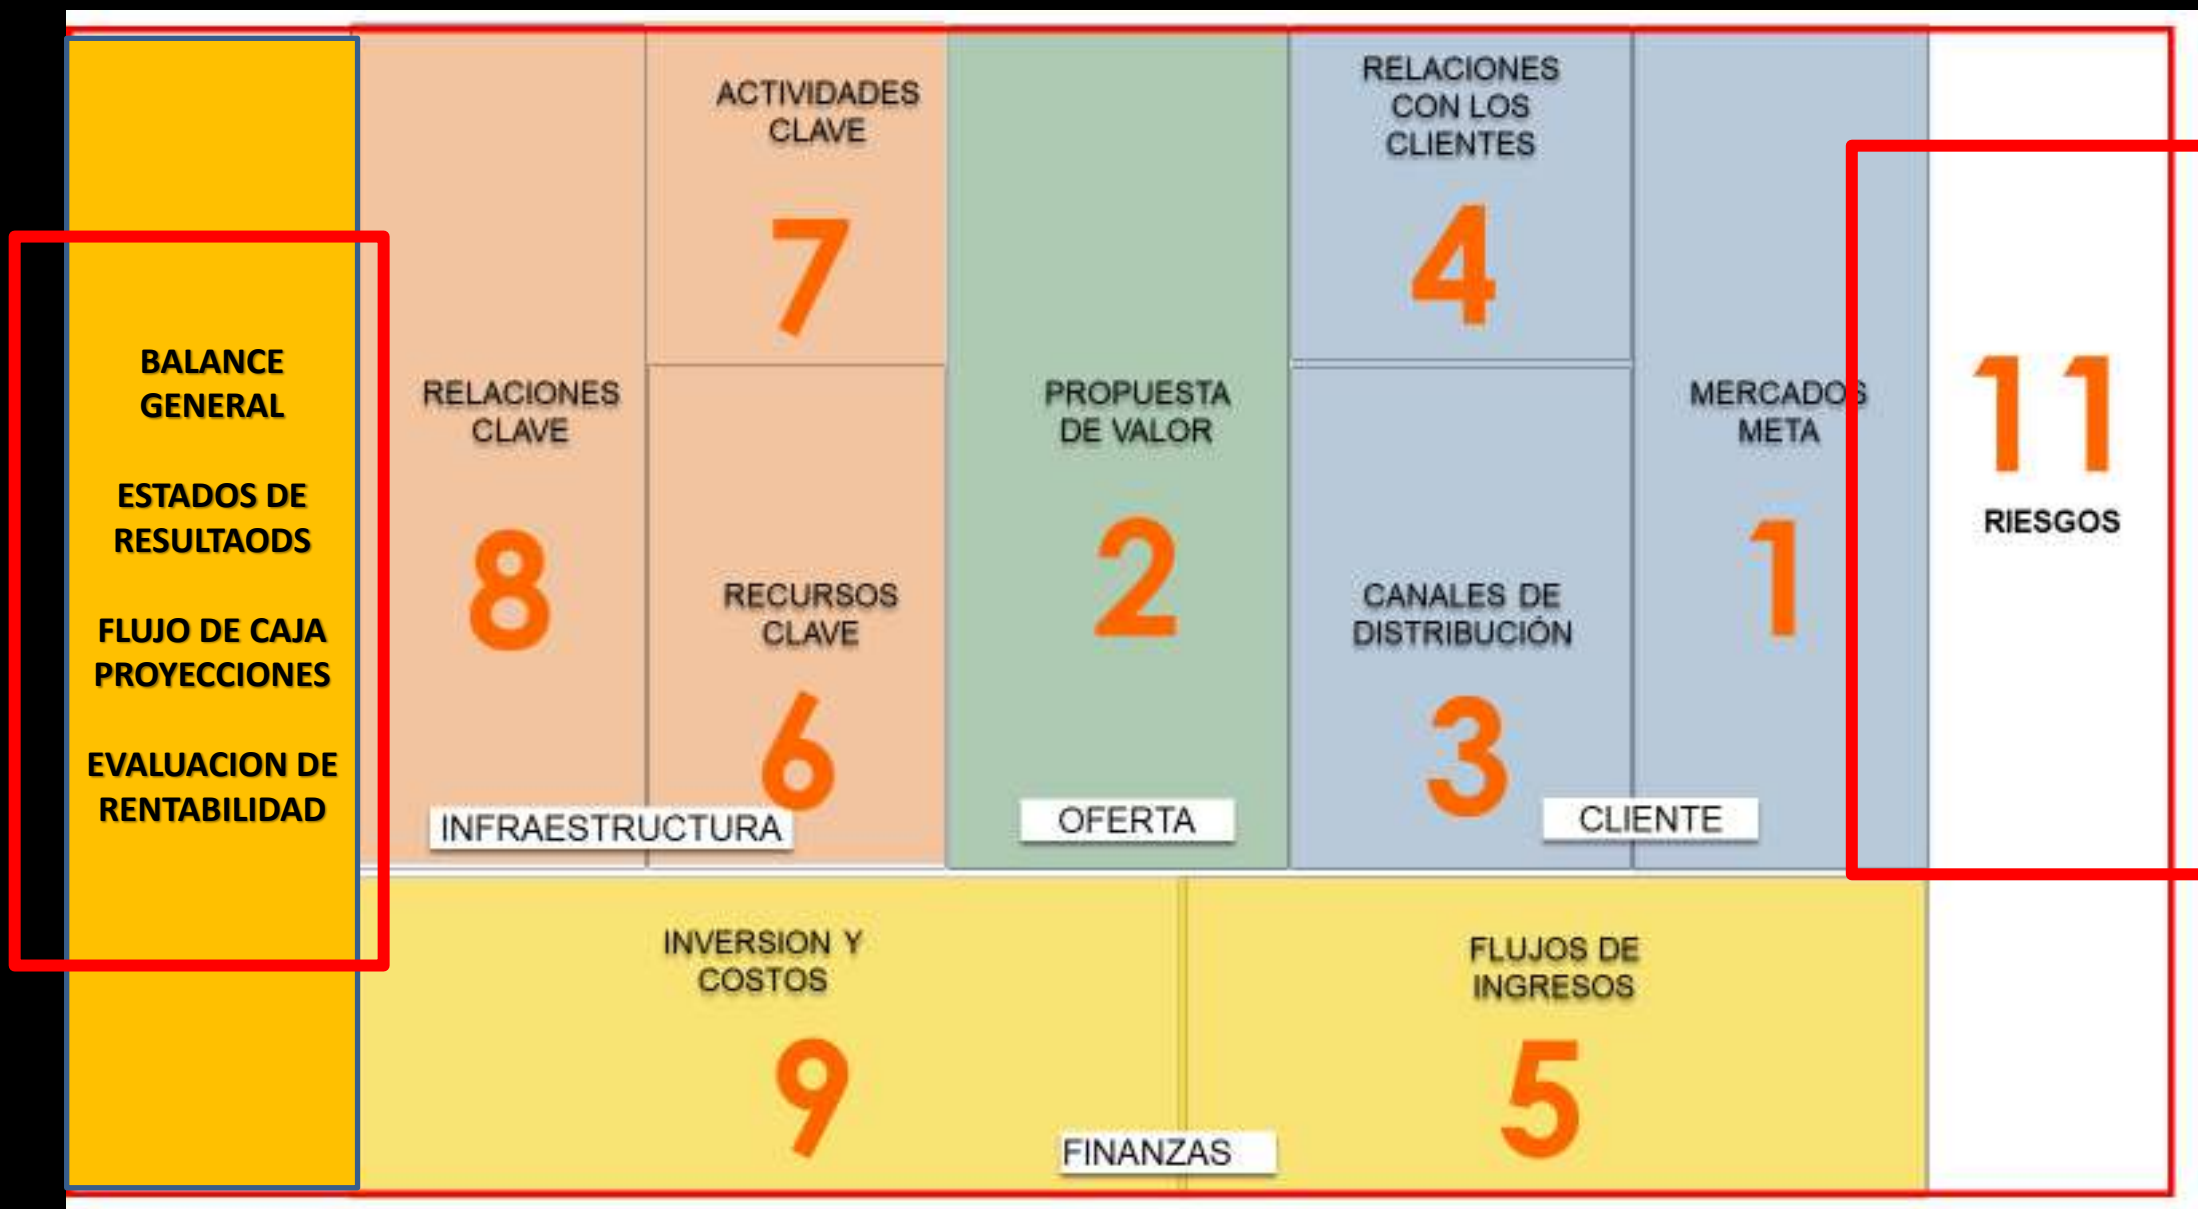 BALANCE
GENERAL
ESTADOS DE
RESULTAODS
FLUJO DE CAJA
PROYECCIONES
EVALUACION DE
RENTABILIDAD
RELACIONES
CLAVE
8
ACTIVIDADES
CLAVE
7
RECURSOS
CLAVE
6
INFRAESTRUCTURA
PROPUESTA
DE VALOR
2
OFERTA
RELACIONES
CON LOS
CLIENTES
4
CANALES DE
DISTRIBUCIÓN
3
MERCADOS
META
1
CLIENTE
11
RIESGOS
INVERSION Y
COSTOS
9
FLUJOS DE
INGRESOS
5
FINANZAS